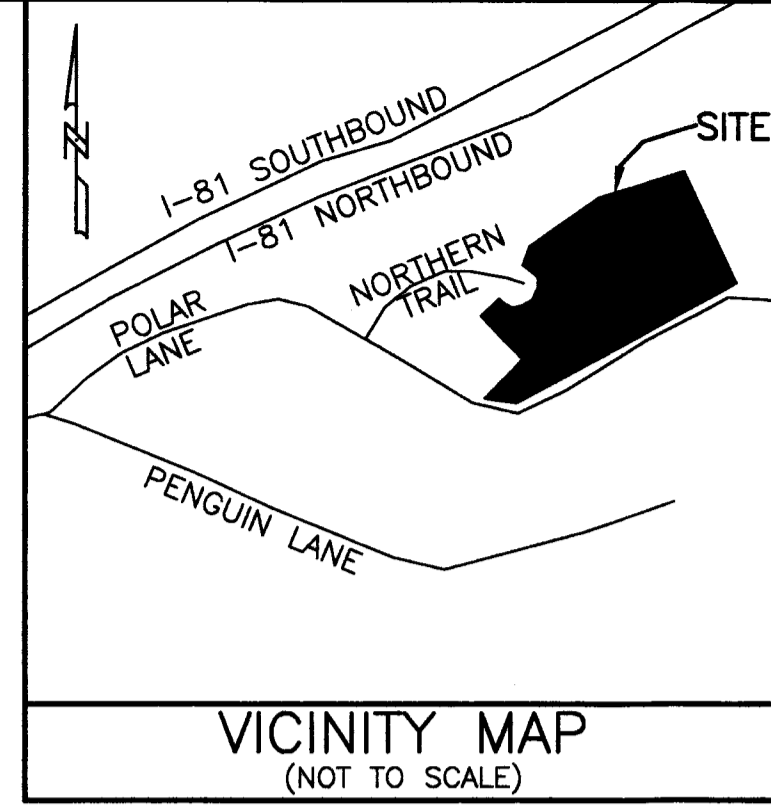 N
I-81 SOUTHBOUND
I-81 NORTHBOUND
SITE
NORTHERN
TRAIL
POLAR
LANE
PENGUIN LANE
VICINITY MAP
(NOT TO SCALE)